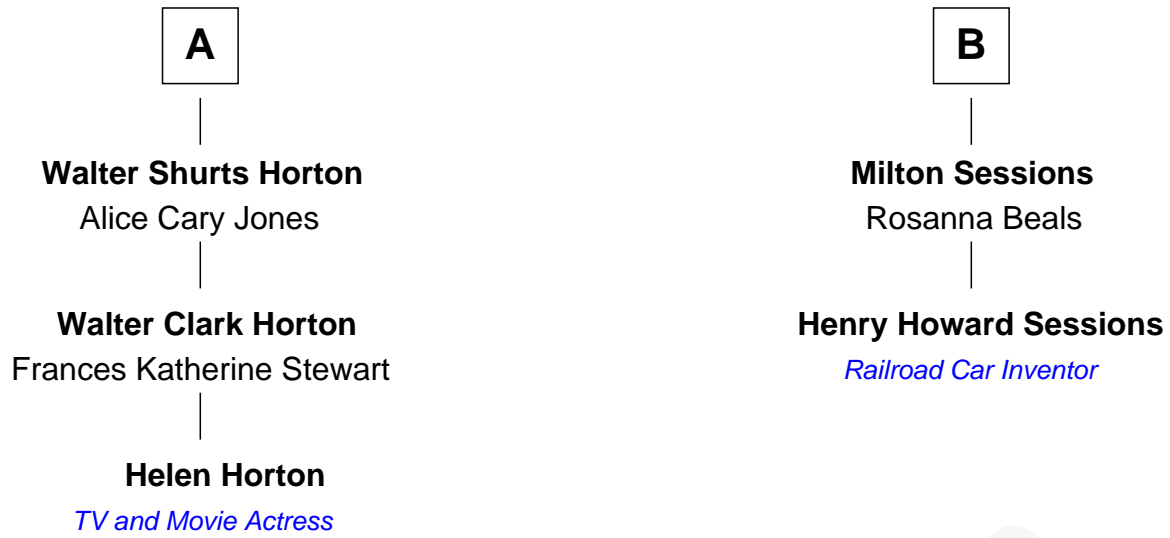 A
Walter Shurts Horton
Alice Cary Jones
Walter Clark Horton
Frances Katherine Stewart
Helen Horton
TV and Movie Actress
B
Milton Sessions
Rosanna Beals
Henry Howard Sessions
Railroad Car Inventor